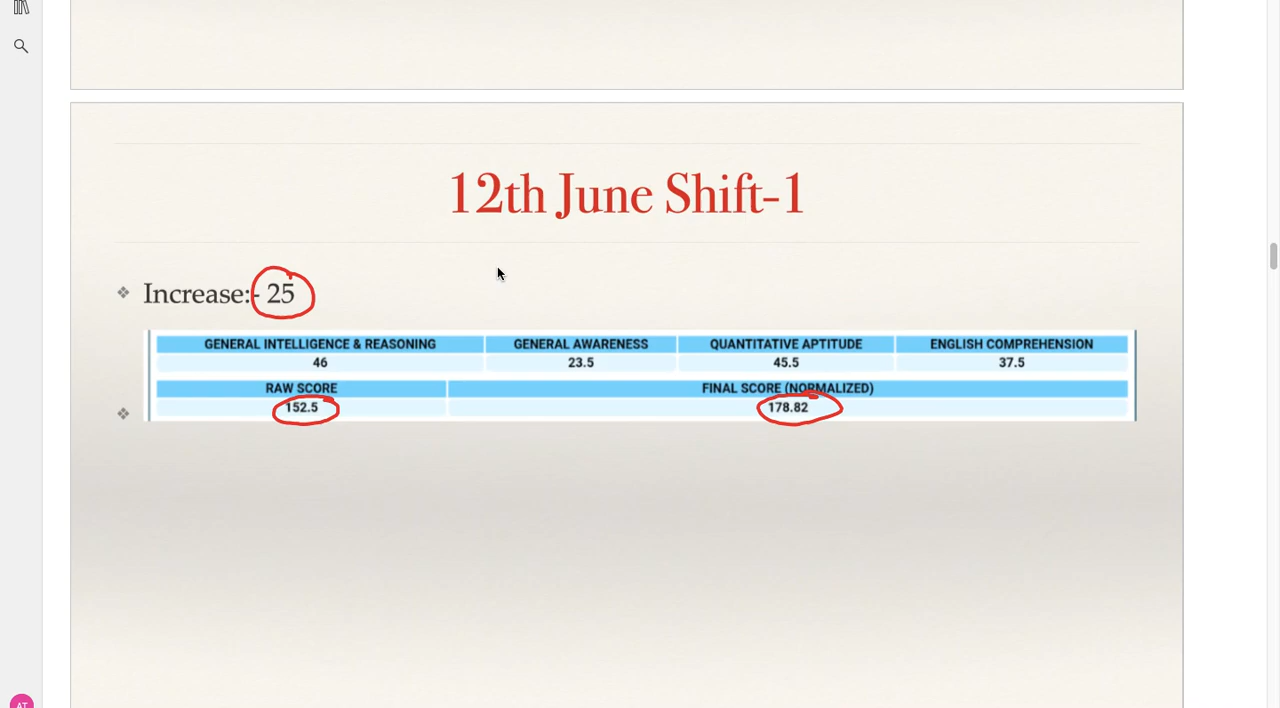 12th June Shift-1
❖ Increase:- 25
GENERAL INTELLIGENCE & REASONING GENERAL AWARENESS QUANTITATIVE APTITUDE ENGLISH COMPREHENSION
46 23.5 45.5 37.5
RAW SCORE FINAL SCORE (NORMALIZED)
❖ 152.5 178.82
AT